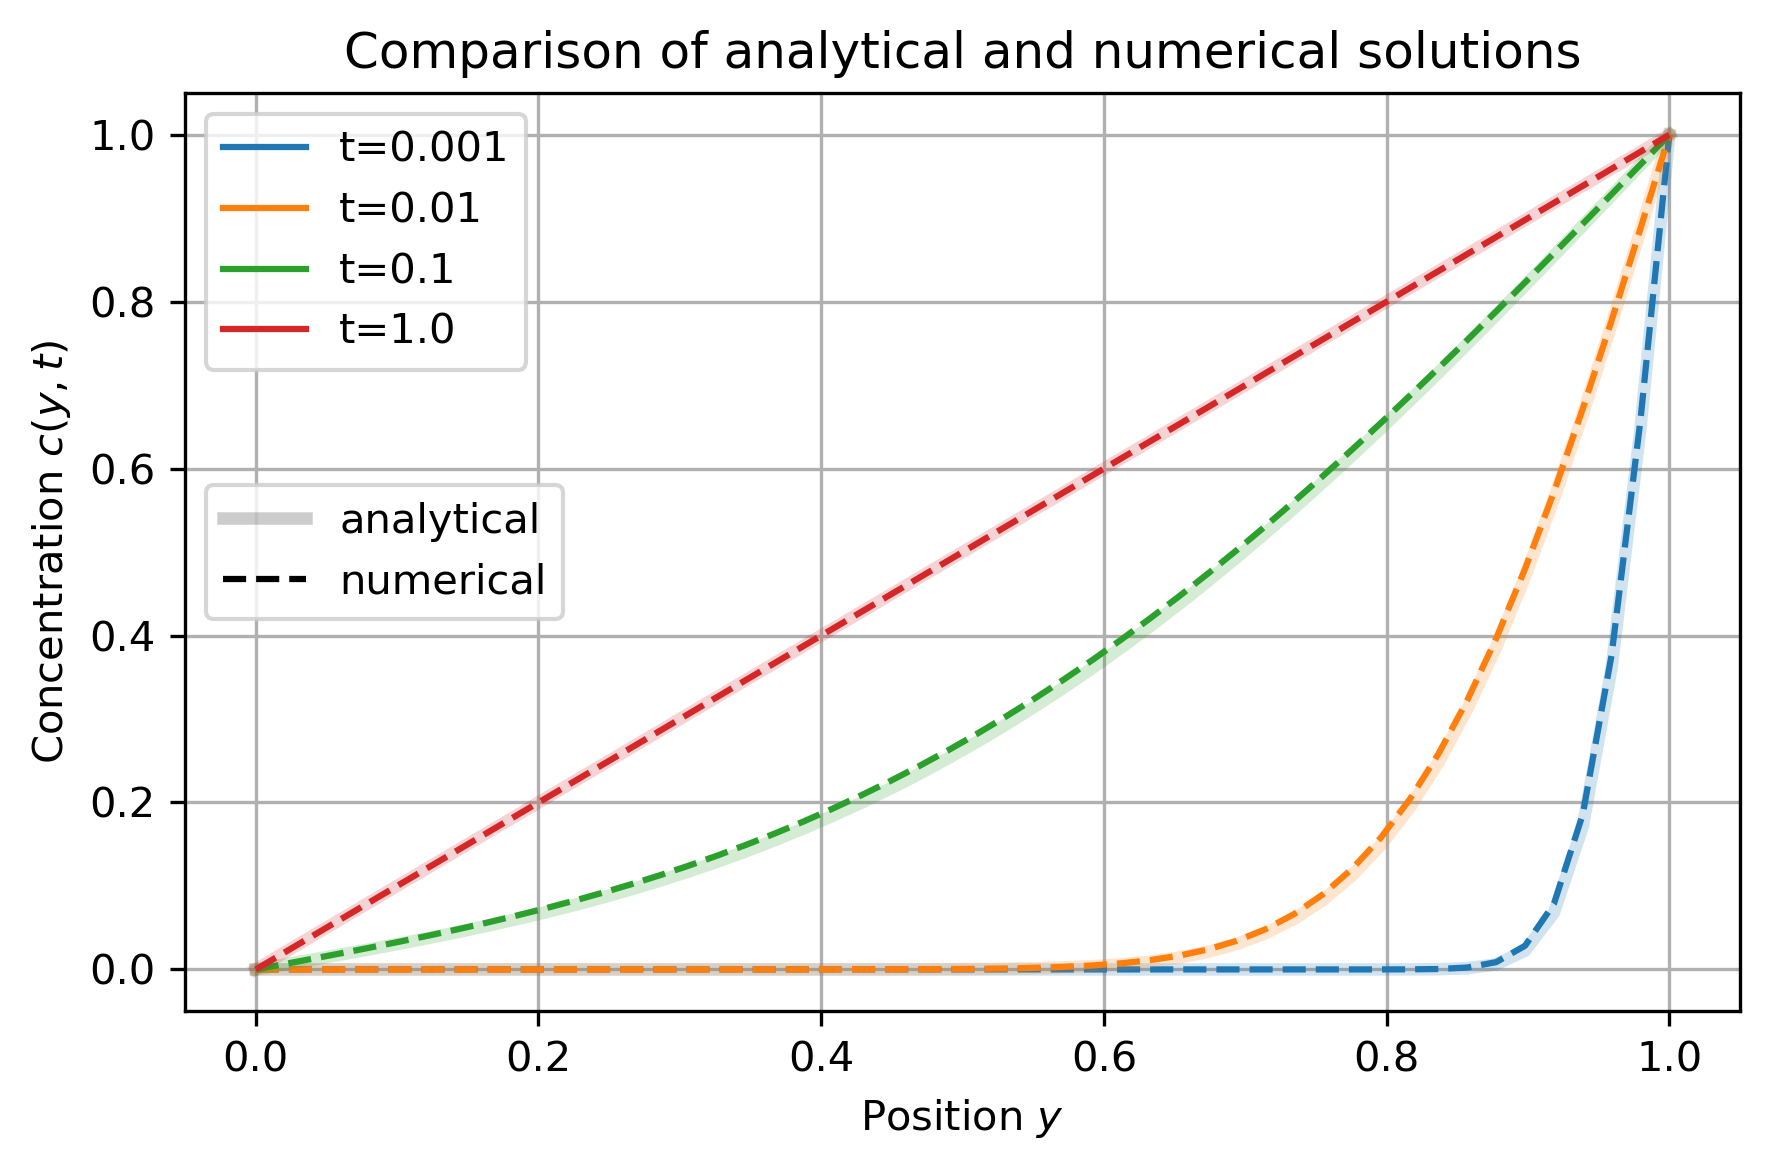 Comparison of analytical and numerical solutions
1.0
0.8
0.6
0.4
0.2
0.0
Concentration c(y, t)
t=0.001
t=0.01
t=0.1
t=1.0
analytical
numerical
0.0 0.2 0.4 0.6 0.8 1.0
Position y